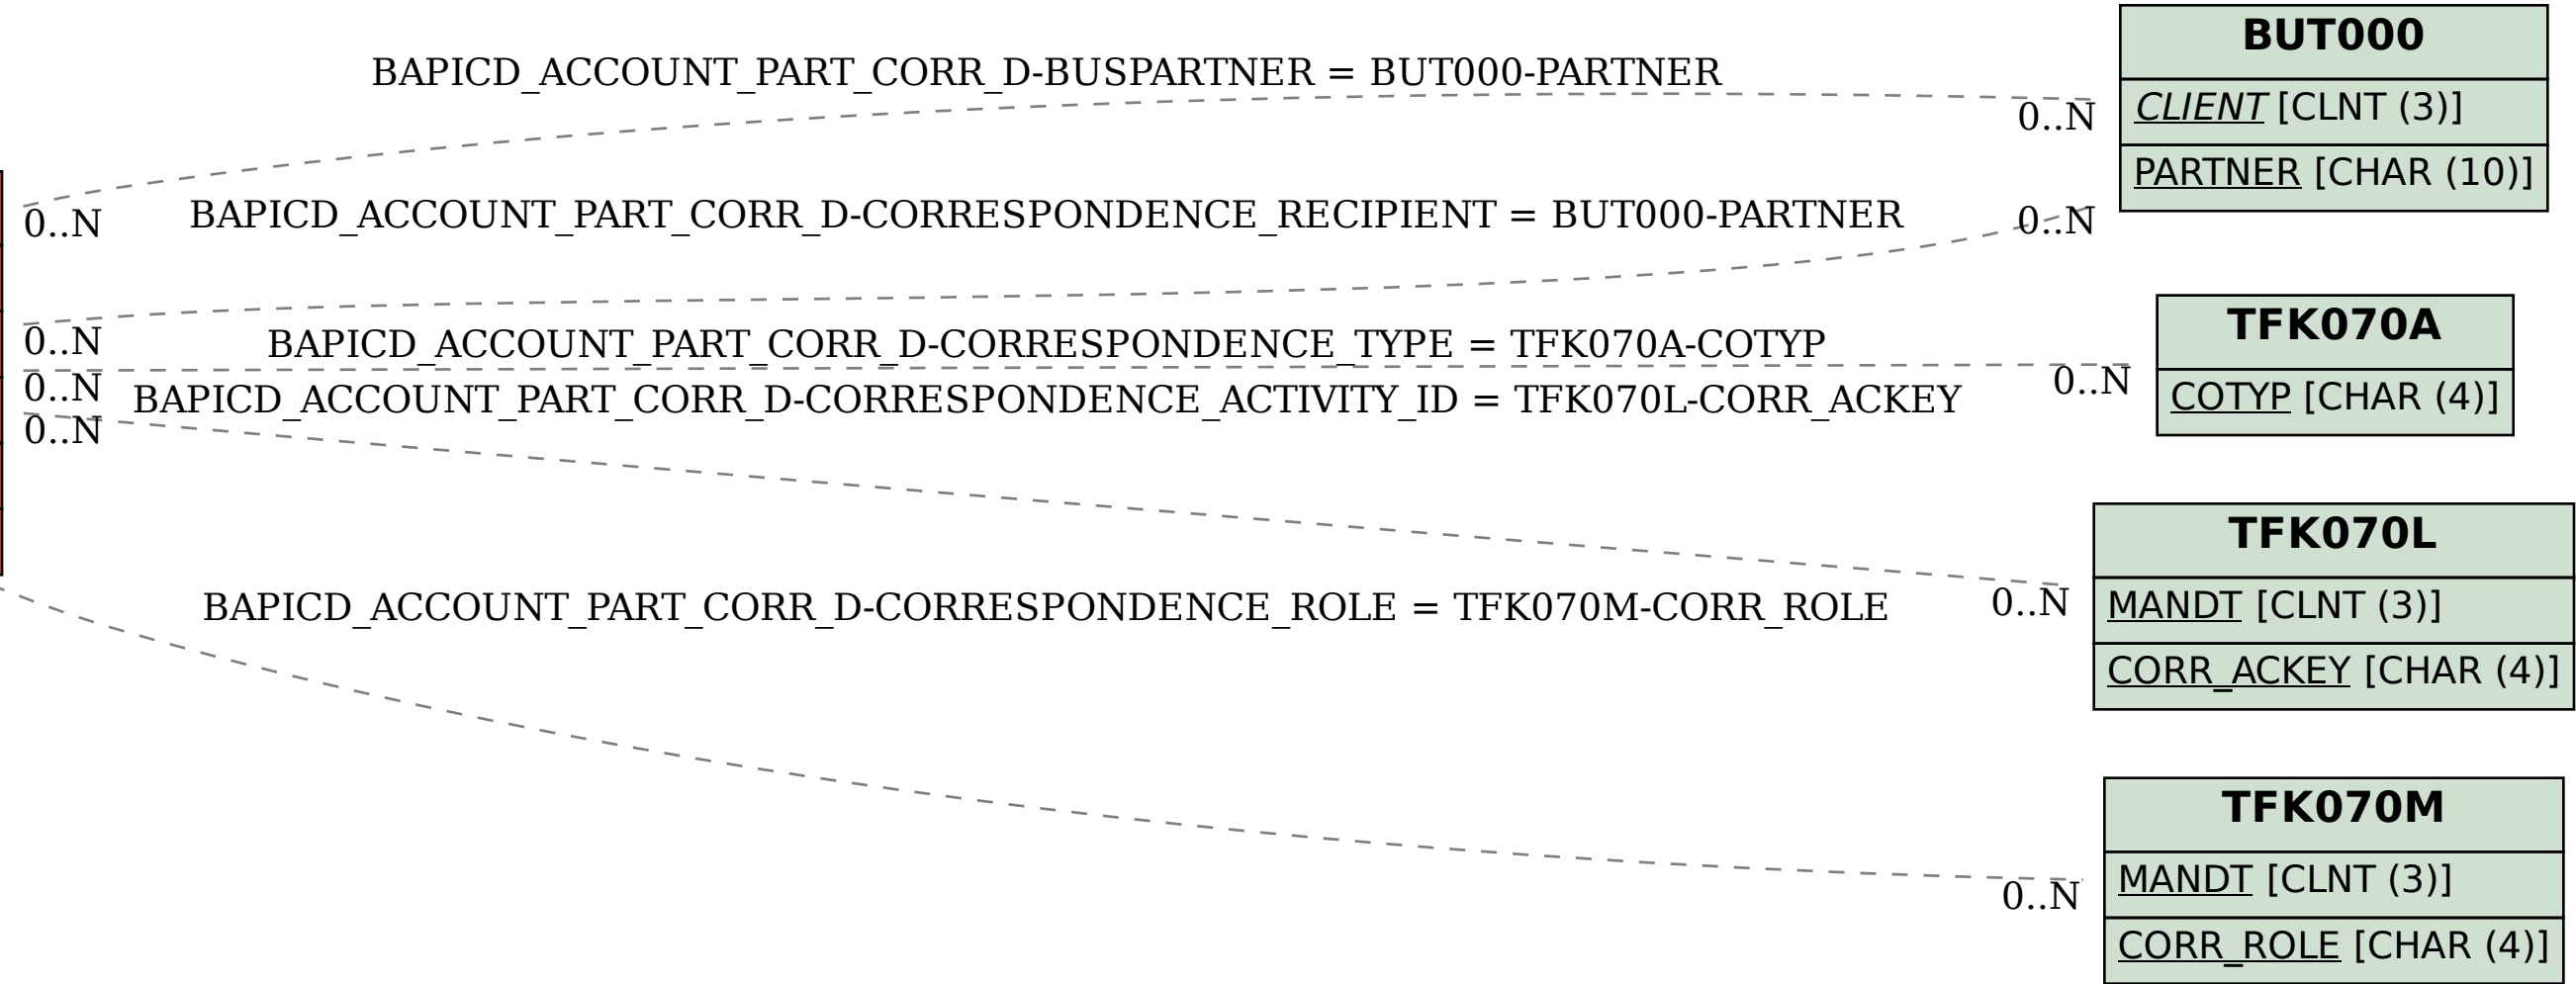 BUT000
BAPICD_ACCOUNT_PART_CORR_D-BUSPARTNER = BUT000-PARTNER
CLIENT [CLNT (3)]
0..N
PARTNER [CHAR (10)]
0..N
BAPICD_ACCOUNT_PART_CORR_D-CORRESPONDENCE_RECIPIENT = BUT000-PARTNER
0..N
TFK070A
0..N
BAPICD_ACCOUNT_PART_CORR_D-CORRESPONDENCE_TYPE = TFK070A-COTYP
0..N
0..N
COTYP [CHAR (4)]
BAPICD_ACCOUNT_PART_CORR_D-CORRESPONDENCE_ACTIVITY_ID = TFK070L-CORR_ACKEY
0..N
TFK070L
0..N
MANDT [CLNT (3)]
BAPICD_ACCOUNT_PART_CORR_D-CORRESPONDENCE_ROLE = TFK070M-CORR_ROLE
CORR_ACKEY [CHAR (4)]
TFK070M
MANDT [CLNT (3)]
0..N
CORR_ROLE [CHAR (4)]